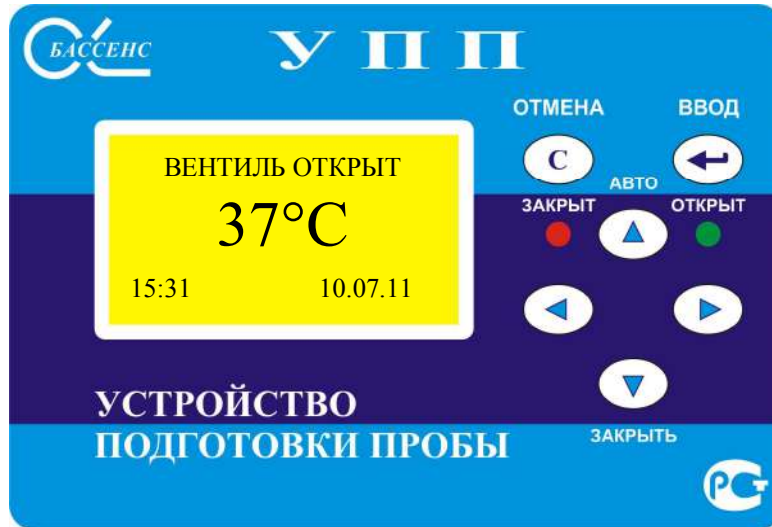 БАССЕНС
УПП
ОТМЕНА ВВОД
C
ВЕНТИЛЬ ОТКРЫТ
37°C
15:31 10.07.11
АВТО
ЗАКРЫТ ОТКРЫТ
УСТРОЙСТВО
ПОДГОТОВКИ ПРОБЫ
ЗАКРЫТЬ
РСТ